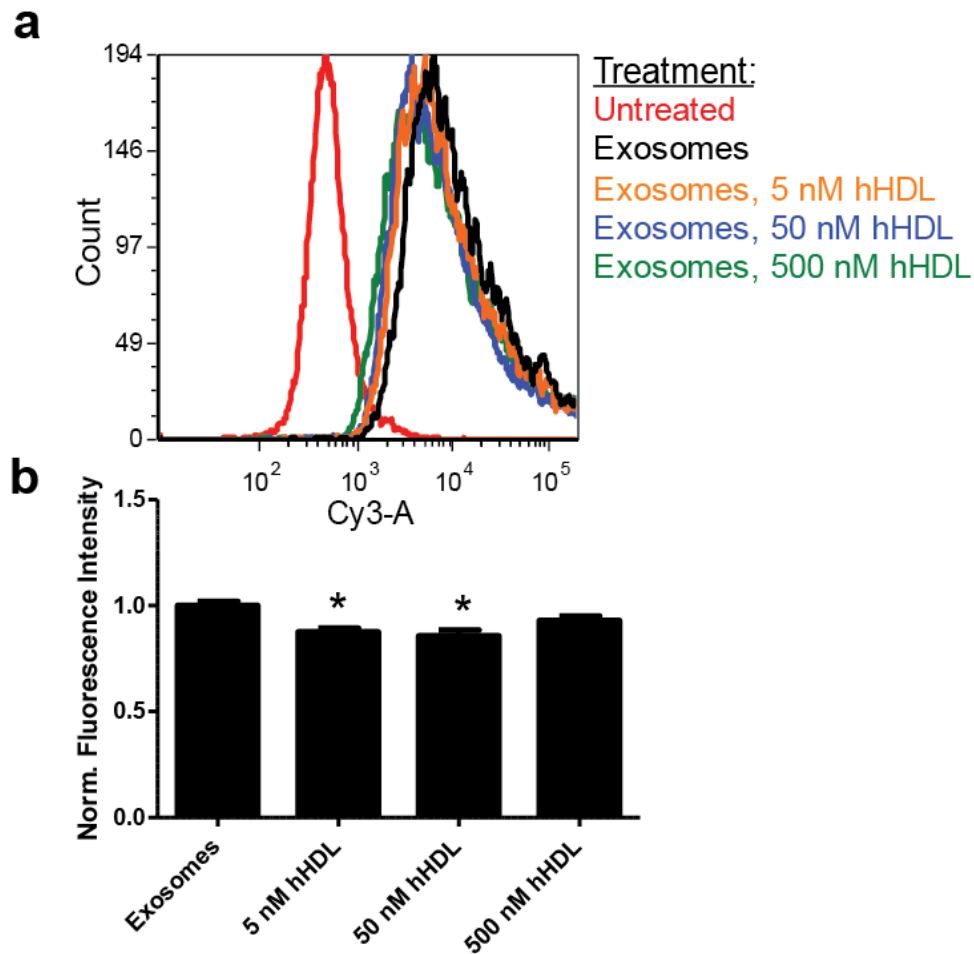 a
194
146
97
49
0
Count
10^2 10^3 10^4 10^5
Cy3-A
Treatment:
Untreated
Exosomes
Exosomes, 5 nM hHDL
Exosomes, 50 nM hHDL
Exosomes, 500 nM hHDL
b
1.5
1.0
0.5
0.0
Norm. Fluorescence Intensity
* *
Exosomes
5 nM hHDL
50 nM hHDL
500 nM hHDL